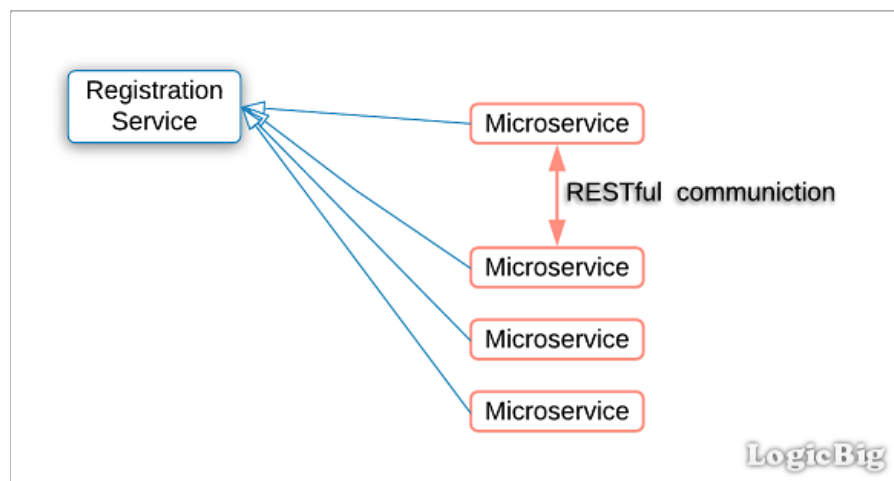 Registration
Service
Microservice
RESTful communiction
Microservice
Microservice
Microservice
LogicBig